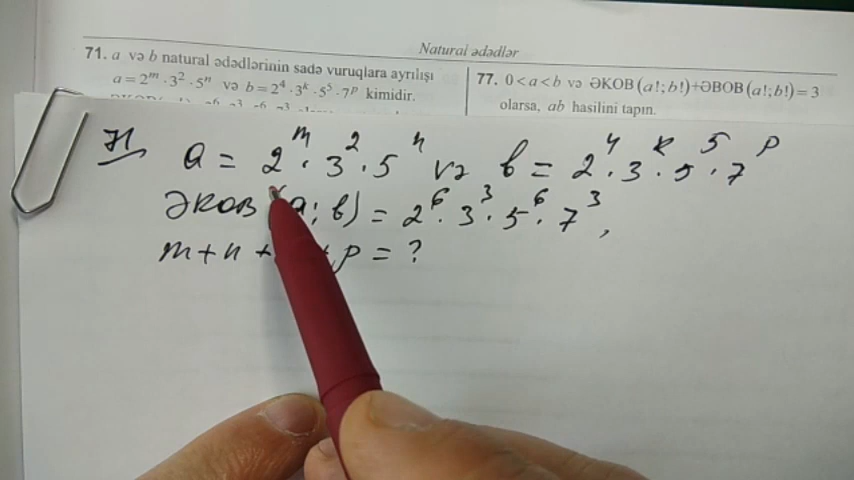 Natural ədədlər
71. a və b natural ədədlərinin sadə vuruqlara ayrılışı
a = 2^m · 3^2 · 5^n və b = 2^4 · 3^k · 5^5 · 7^p kimidir.
77. 0 < a < b və ƏKOB (a!; b!) + ƏBOB (a!; b!) = 3
olarsa, ab hasilini tapın.
71 a = 2^m · 3^2 · 5^n və b = 2^4 · 3^k · 5^5 · 7^p
ƏKOB (a; b) = 2^6 · 3^3 · 5^6 · 7^3,
m + n + p = ?